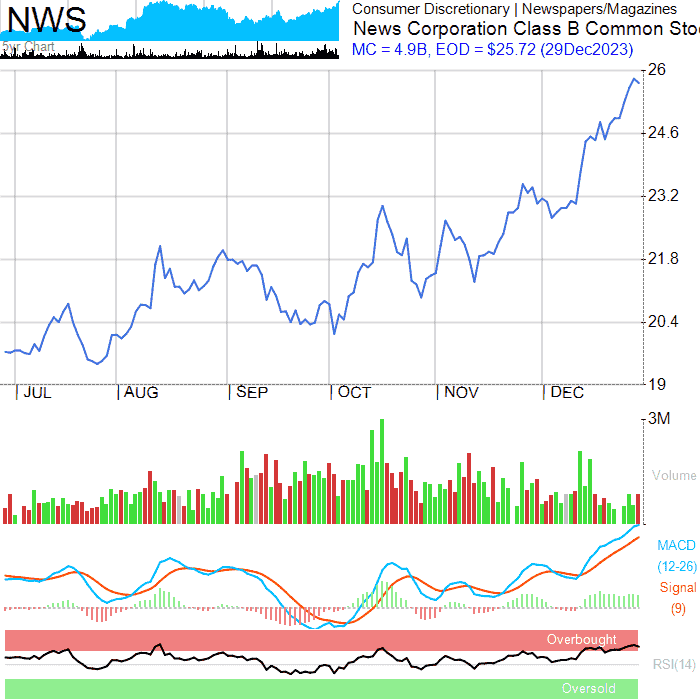 NWS
5yr Chart
Consumer Discretionary | Newspapers/Magazines
News Corporation Class B Common Sto
MC = 4.9B, EOD = $25.72 (29Dec2023)
26
24.6
23.2
21.8
20.4
19
JUL AUG SEP OCT NOV DEC
3M
Volume
MACD
(12-26)
Signal
(9)
Overbought
RSI(14)
Oversold